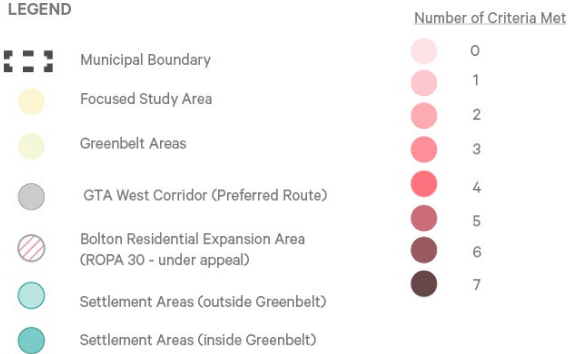 LEGEND
Municipal Boundary
Focused Study Area
Greenbelt Areas
GTA West Corridor (Preferred Route)
Bolton Residential Expansion Area
(ROPA 30 - under appeal)
Settlement Areas (outside Greenbelt)
Settlement Areas (inside Greenbelt)
Number of Criteria Met
0
1
2
3
4
5
6
7